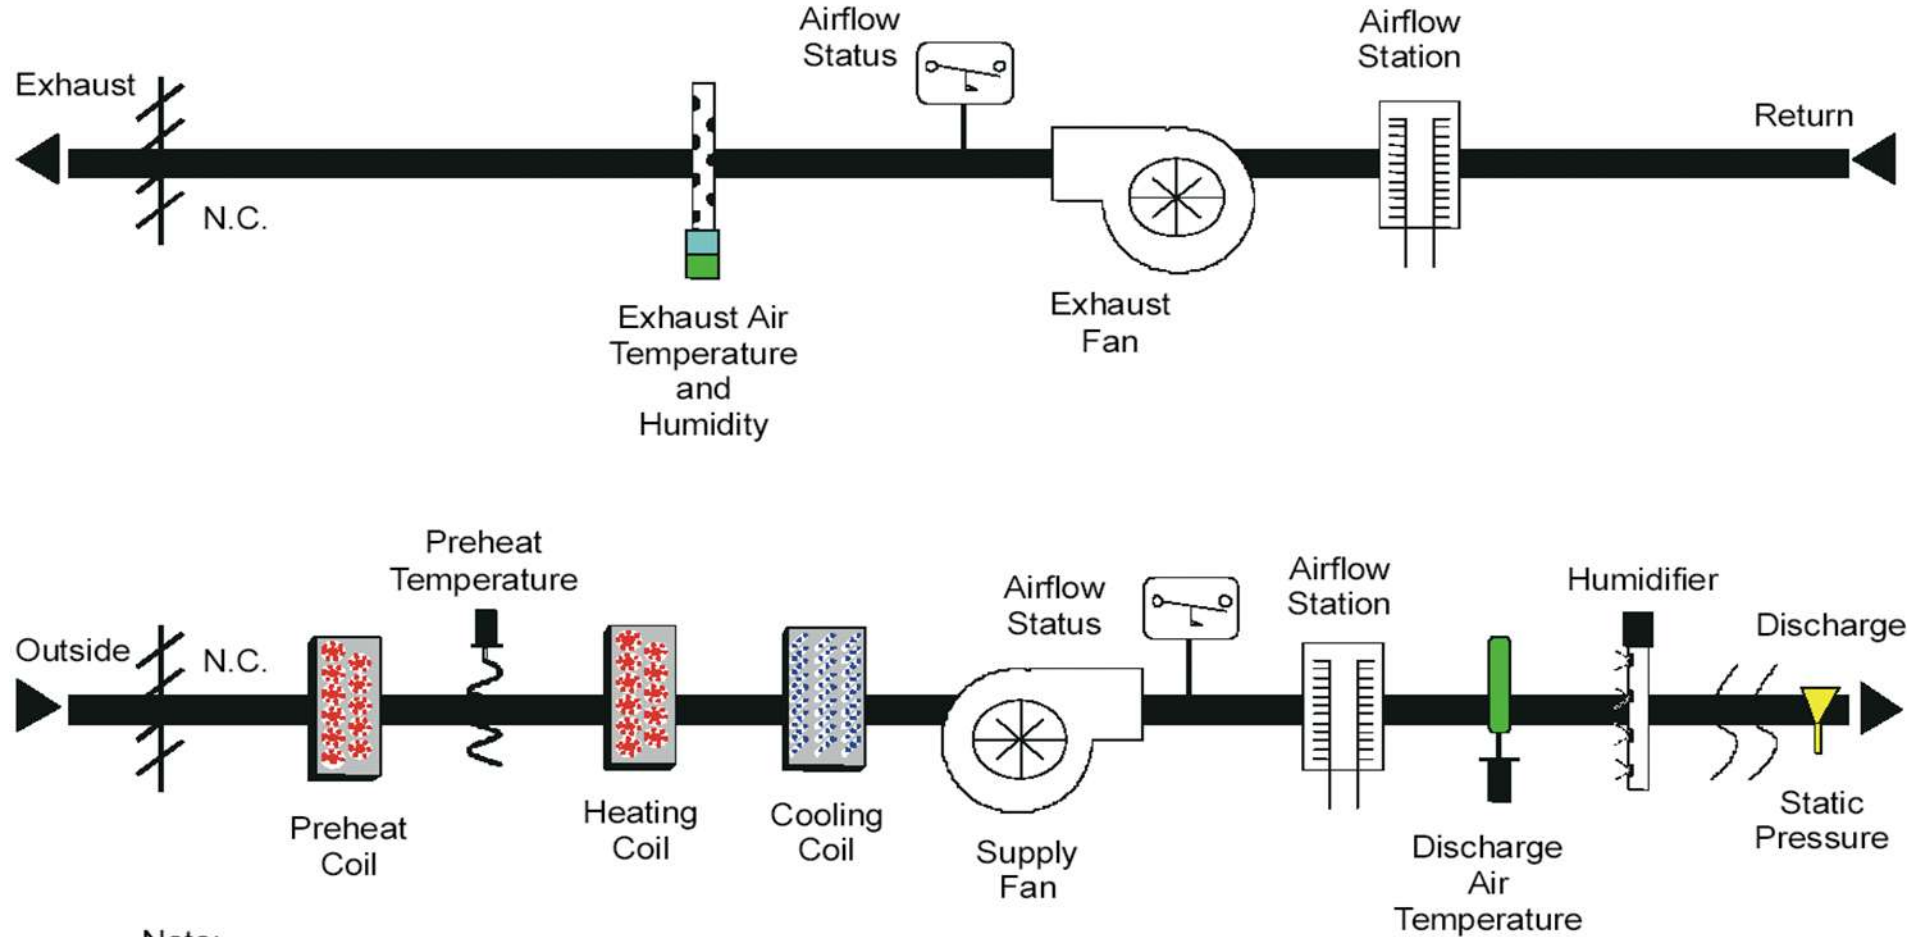 Airflow
Status
Airflow
Station
Exhaust
Return
N.C.
Exhaust
Fan
Exhaust Air
Temperature
and
Humidity
Preheat
Temperature
Airflow
Status
Airflow
Station
Humidifier
Discharge
Outside
N.C.
Preheat
Coil
Heating
Coil
Cooling
Coil
Supply
Fan
Discharge
Air
Temperature
Static
Pressure